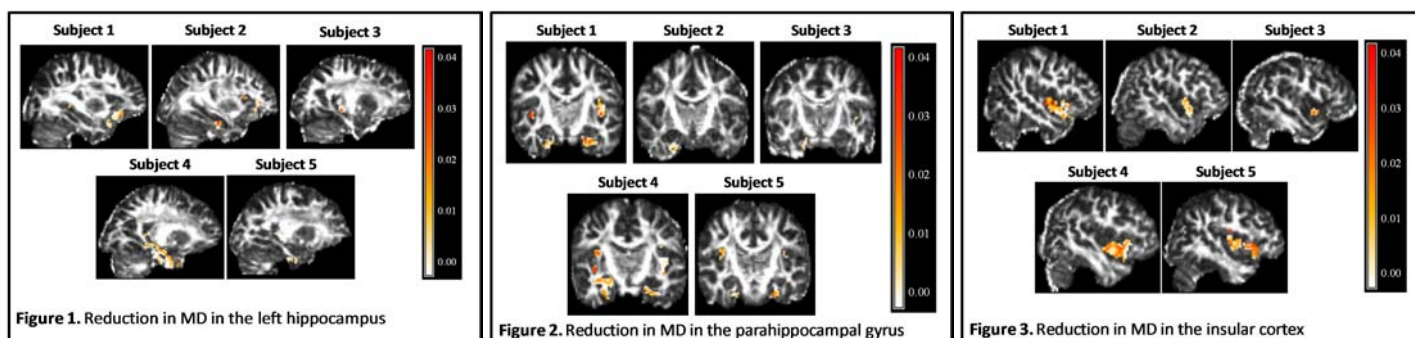 Subject 1 Subject 2 Subject 3
0.04
0.03
0.02
0.01
0.00
Subject 4 Subject 5
Figure 1. Reduction in MD in the left hippocampus
Subject 1 Subject 2 Subject 3
0.04
0.03
0.02
0.01
0.00
Subject 4 Subject 5
Figure 2. Reduction in MD in the parahippocampal gyrus
Subject 1 Subject 2 Subject 3
0.04
0.03
0.02
0.01
0.00
Subject 4 Subject 5
Figure 3. Reduction in MD in the insular cortex